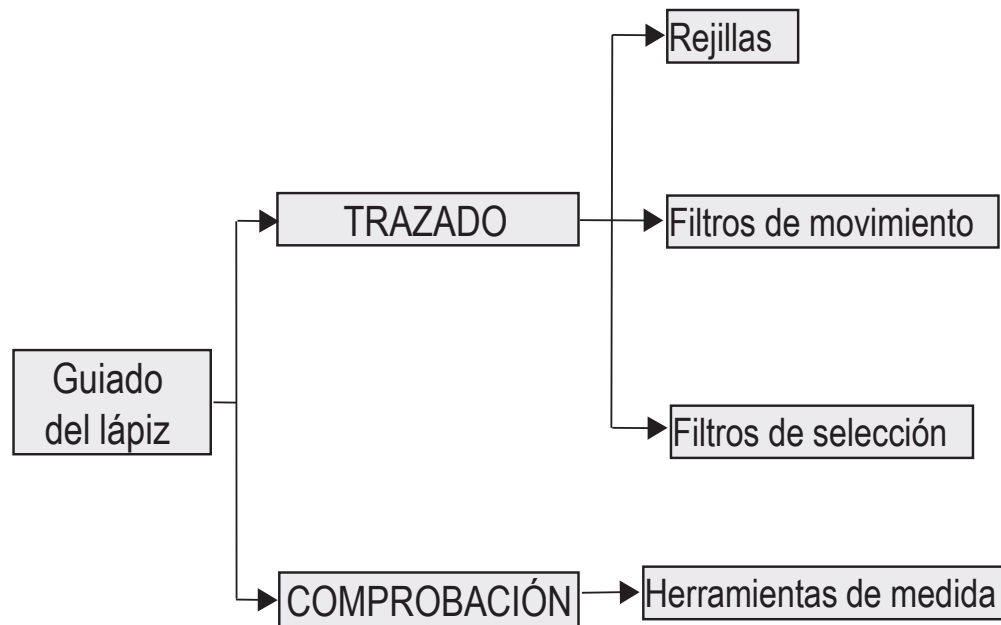 Rejillas
TRAZADO
Filtros de movimiento
Guiado
del lápiz
Filtros de selección
COMPROBACIÓN
Herramientas de medida